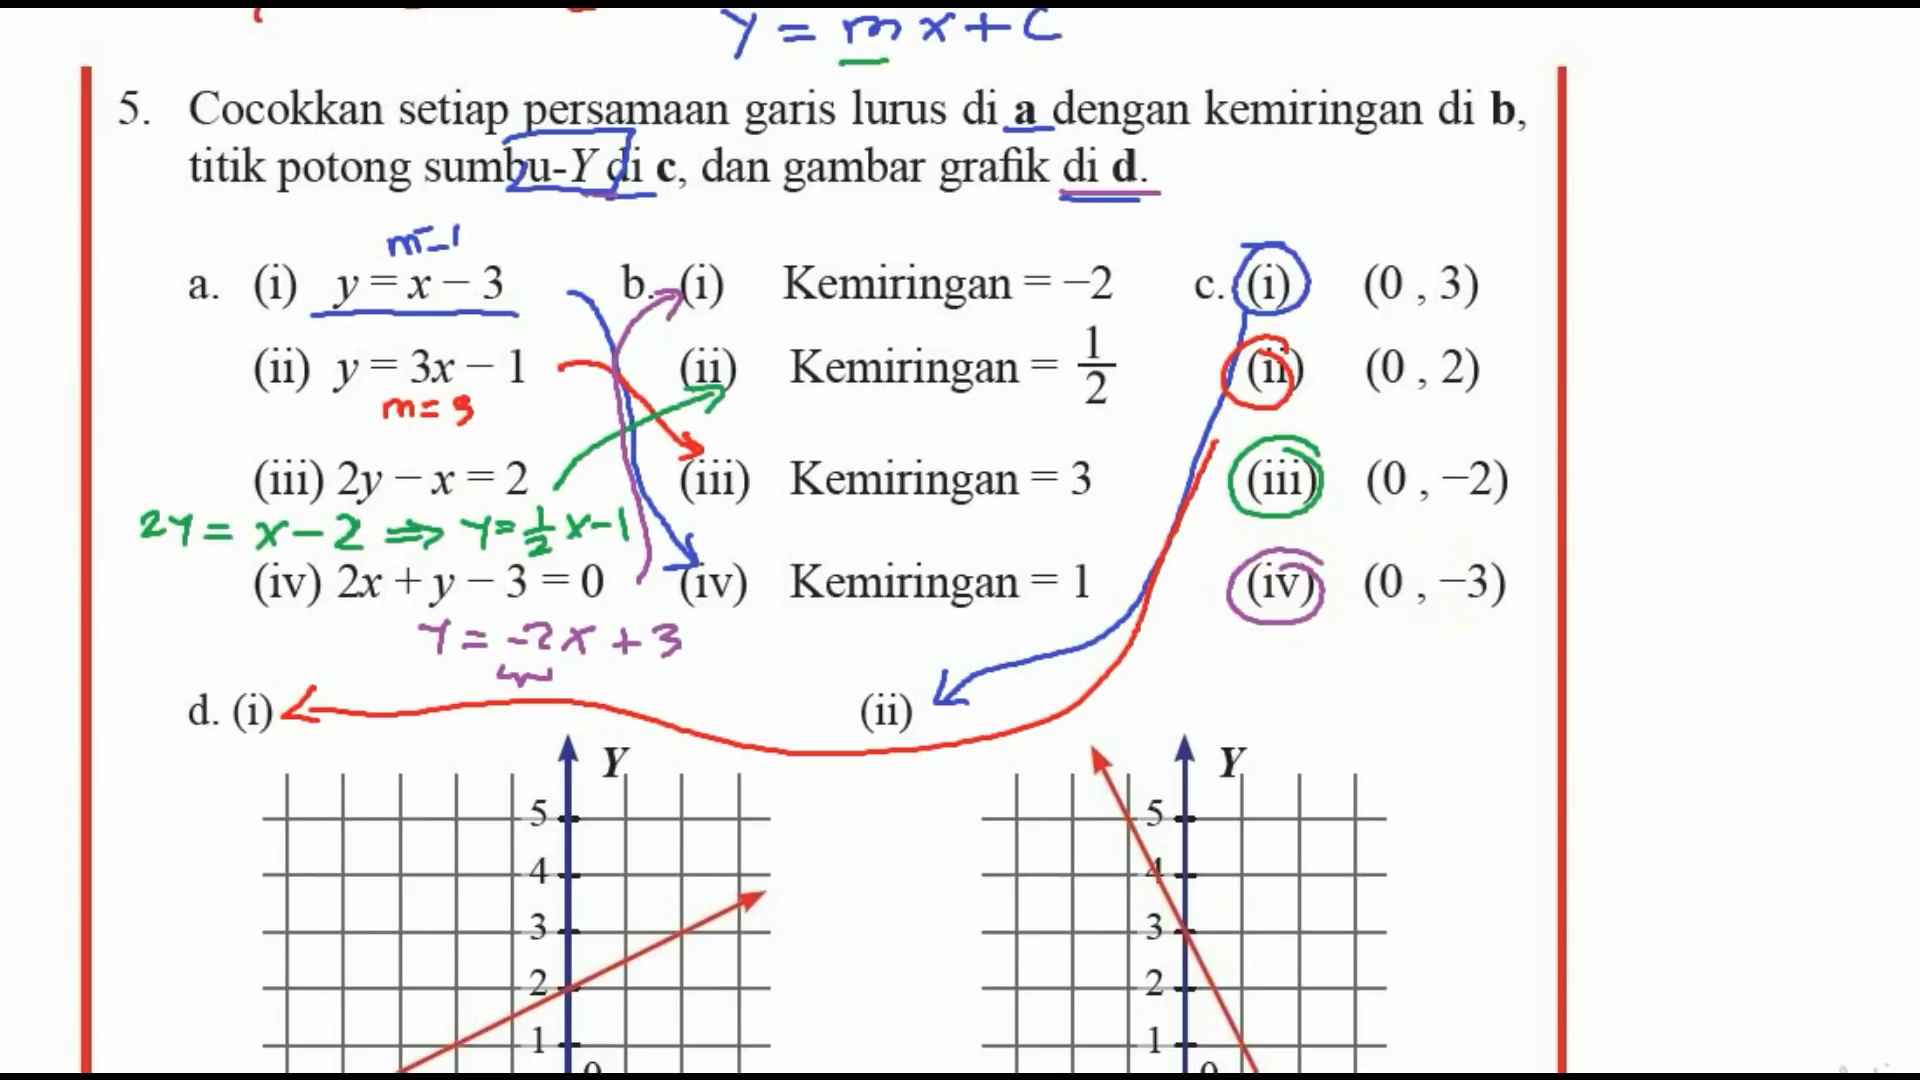 y = mx + c
5. Cocokkan setiap persamaan garis lurus di a dengan kemiringan di b,
titik potong sumbu-Y di c, dan gambar grafik di d.
m=1
a. (i) y = x − 3 b. (i) Kemiringan = −2 c. (i) (0 , 3)
(ii) y = 3x − 1 (ii) Kemiringan = 1/2 (ii) (0 , 2)
m = 3
(iii) 2y − x = 2 (iii) Kemiringan = 3 (iii) (0 , −2)
2y = x − 2 ⇒ y = 1/2 x − 1
(iv) 2x + y − 3 = 0 (iv) Kemiringan = 1 (iv) (0 , −3)
y = −2x + 3
d. (i) (ii)
Y Y
5 5
4 4
3 3
2 2
1 1